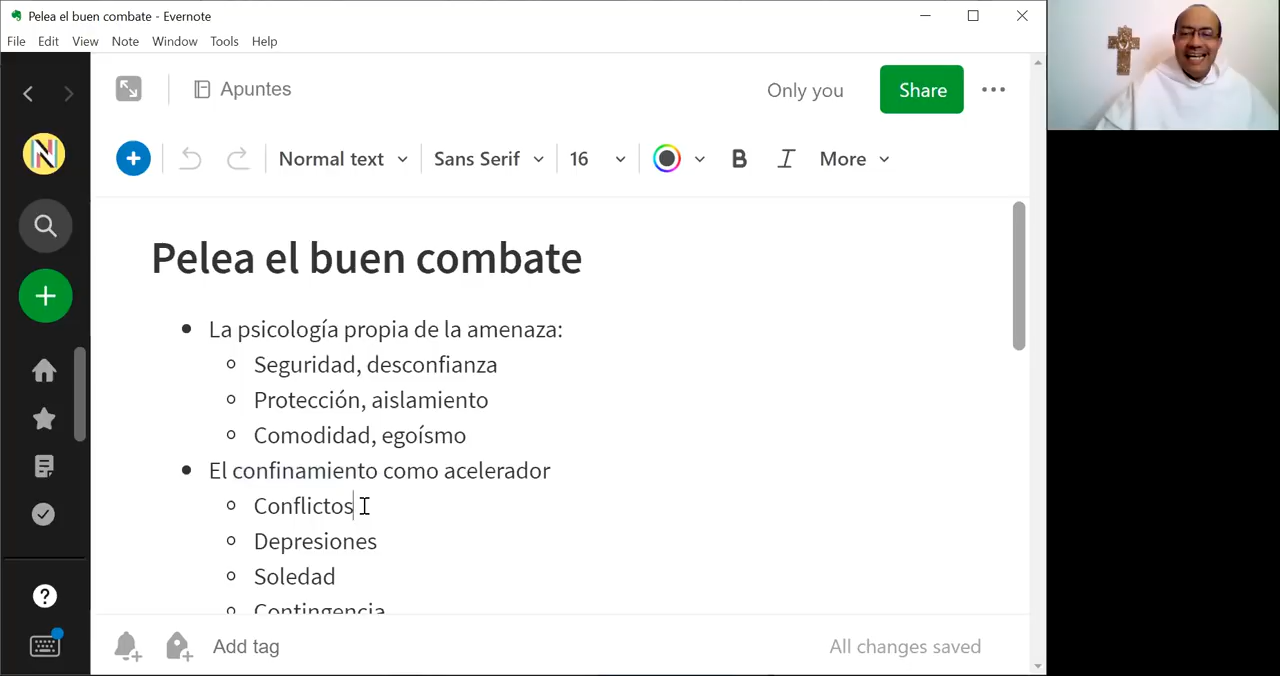 Pelea el buen combate - Evernote
File Edit View Note Window Tools Help
Apuntes
Only you
Share
Normal text
Sans Serif
16
B
I
More
N
Pelea el buen combate
La psicología propia de la amenaza:
Seguridad, desconfianza
Protección, aislamiento
Comodidad, egoísmo
El confinamiento como acelerador
Conflictos
Depresiones
Soledad
Contingencia
Add tag
All changes saved